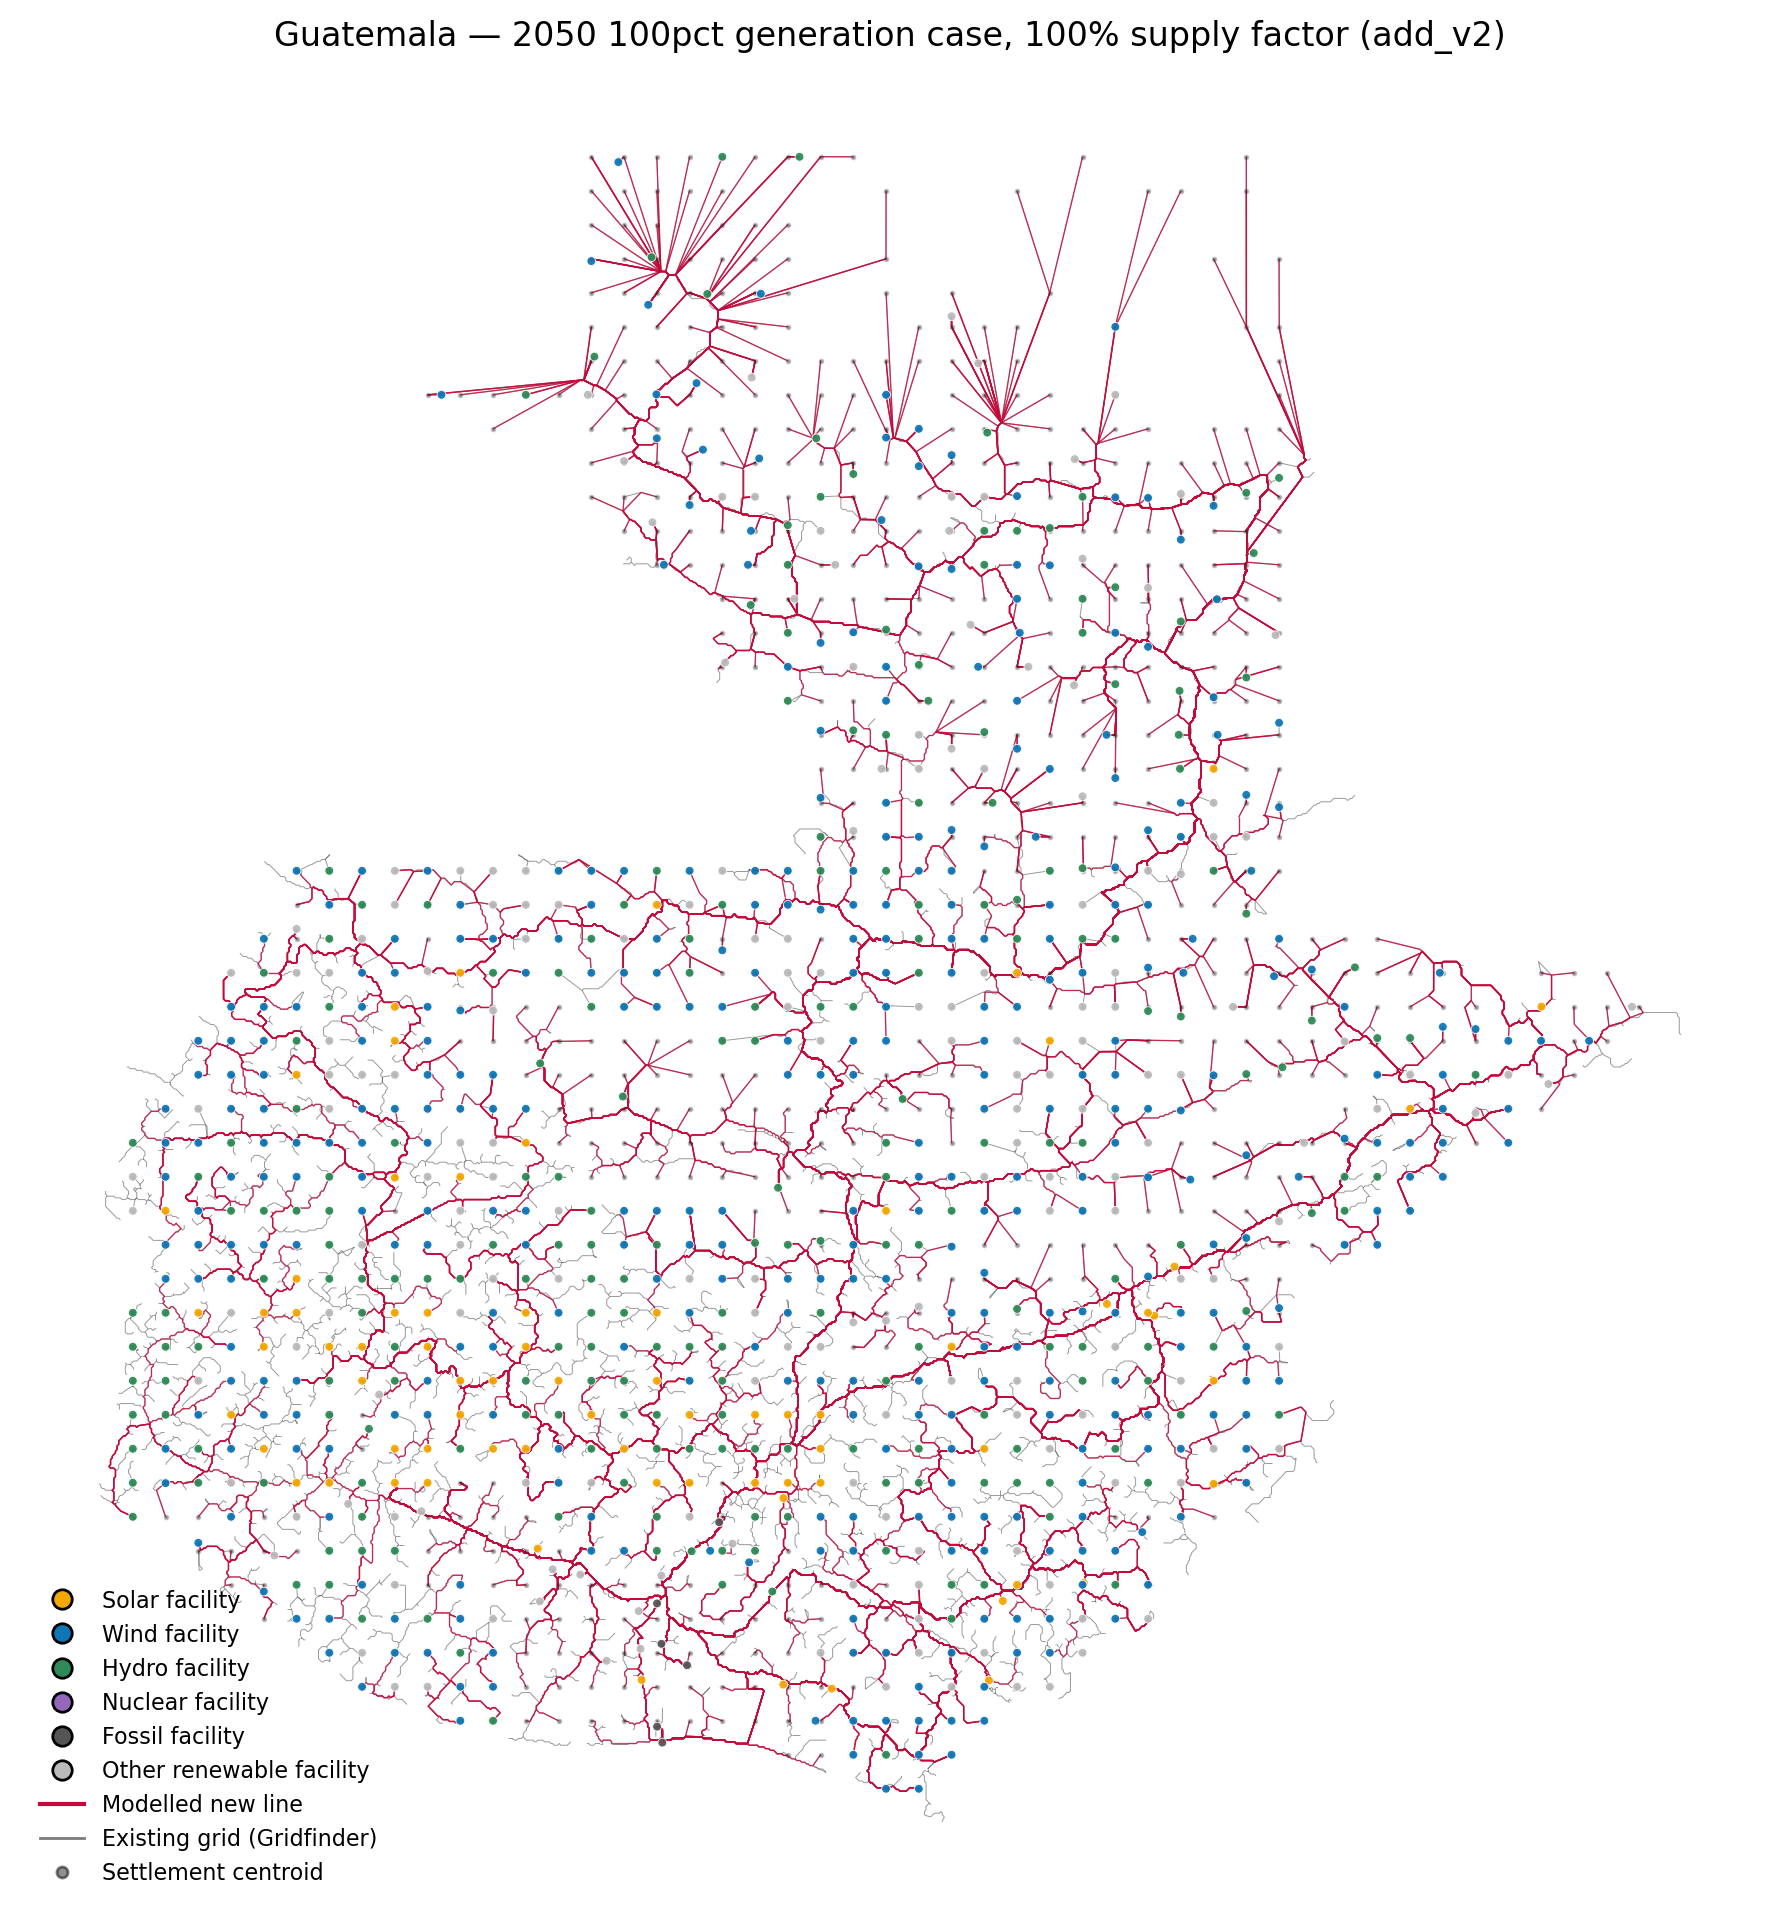 Guatemala — 2050 100pct generation case, 100% supply factor (add_v2)
Solar facility
Wind facility
Hydro facility
Nuclear facility
Fossil facility
Other renewable facility
Modelled new line
Existing grid (Gridfinder)
Settlement centroid